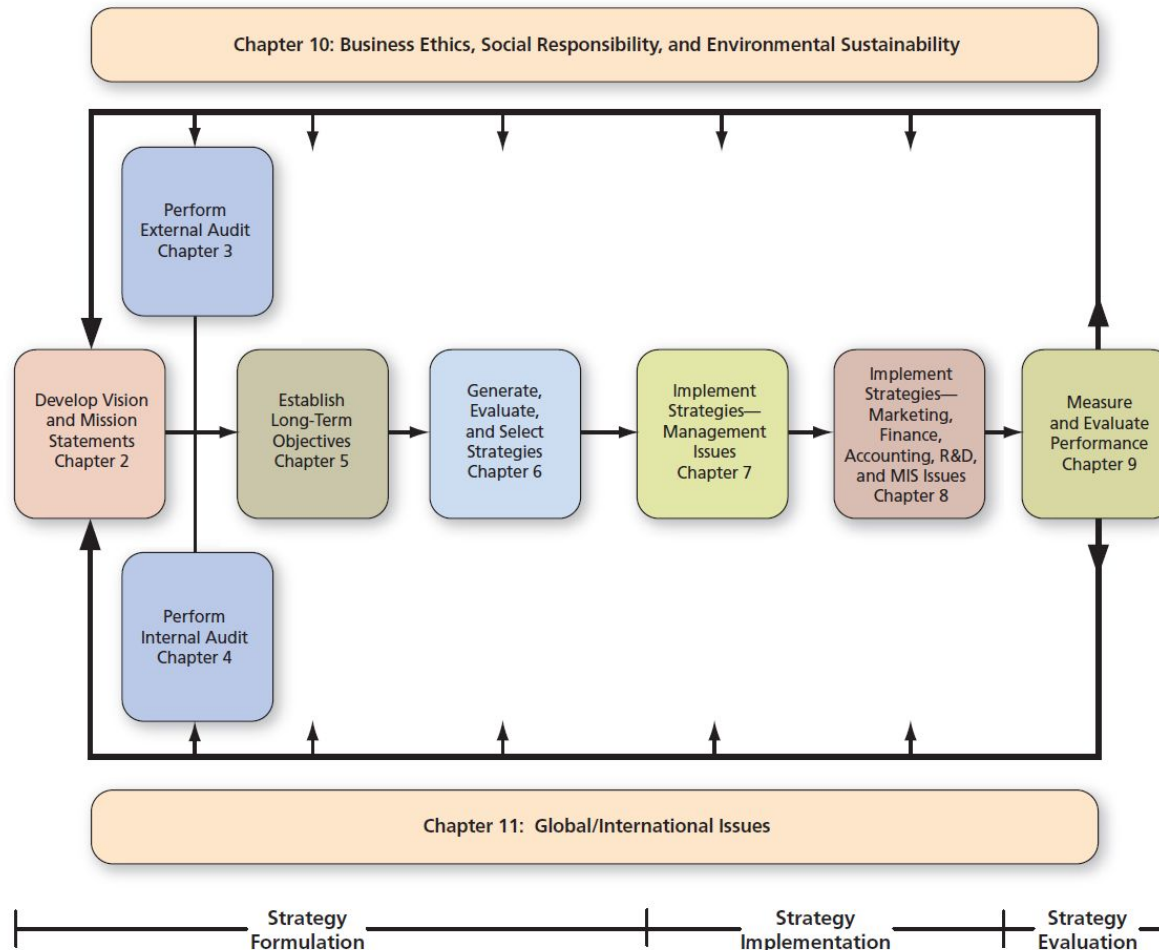 Chapter 10: Business Ethics, Social Responsibility, and Environmental Sustainability
Perform
External Audit
Chapter 3
Develop Vision
and Mission
Statements
Chapter 2
Establish
Long-Term
Objectives
Chapter 5
Generate,
Evaluate,
and Select
Strategies
Chapter 6
Implement
Strategies—
Management
Issues
Chapter 7
Implement
Strategies—
Marketing,
Finance,
Accounting, R&D,
and MIS Issues
Chapter 8
Measure
and Evaluate
Performance
Chapter 9
Perform
Internal Audit
Chapter 4
Chapter 11: Global/International Issues
Strategy
Formulation
Strategy
Implementation
Strategy
Evaluation